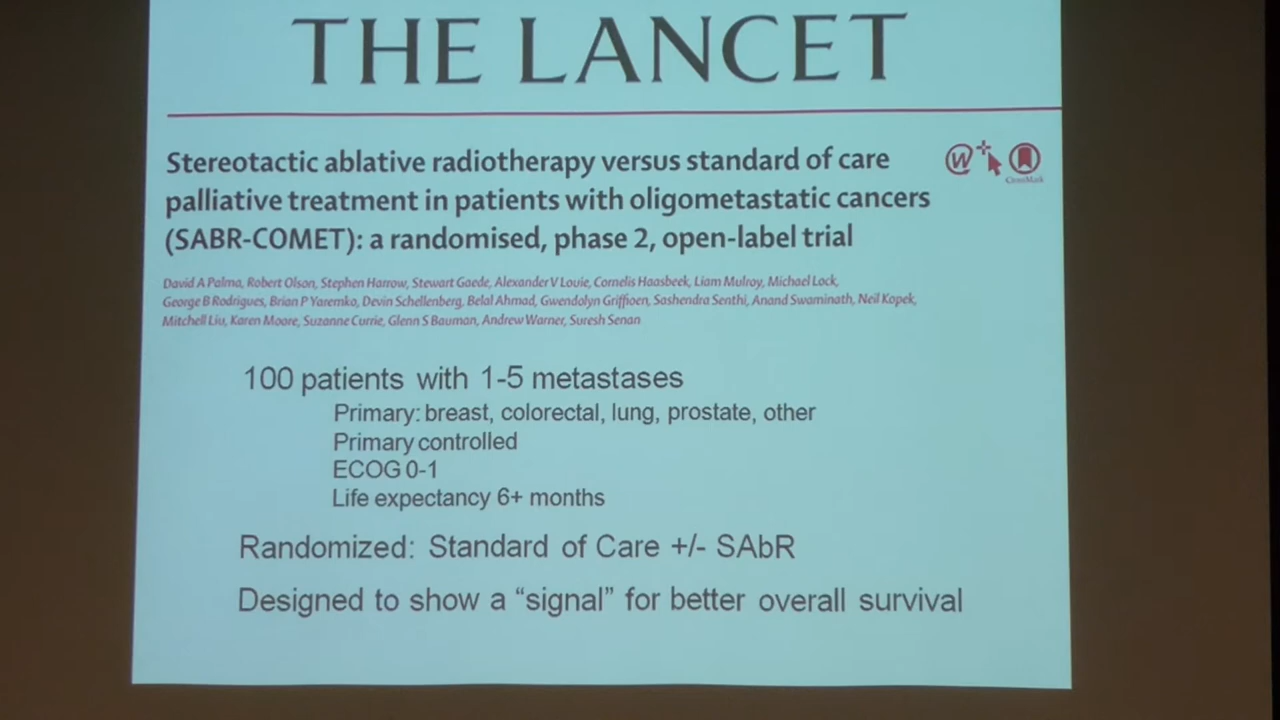 THE LANCET
Stereotactic ablative radiotherapy versus standard of care
palliative treatment in patients with oligometastatic cancers
(SABR-COMET): a randomised, phase 2, open-label trial
W
CrossMark
David A Palma, Robert Olson, Stephen Harrow, Stewart Gaede, Alexander V Louie, Cornelis Haasbeek, Liam Mulroy, Michael Lock,
George B Rodrigues, Brian P Yaremko, Devin Schellenberg, Belal Ahmad, Gwendolyn Griffioen, Sashendra Senthi, Anand Swaminath, Neil Kopek,
Mitchell Liu, Karen Moore, Suzanne Currie, Glenn S Bauman, Andrew Warner, Suresh Senan
100 patients with 1-5 metastases
Primary: breast, colorectal, lung, prostate, other
Primary controlled
ECOG 0-1
Life expectancy 6+ months
Randomized: Standard of Care +/- SAbR
Designed to show a “signal” for better overall survival